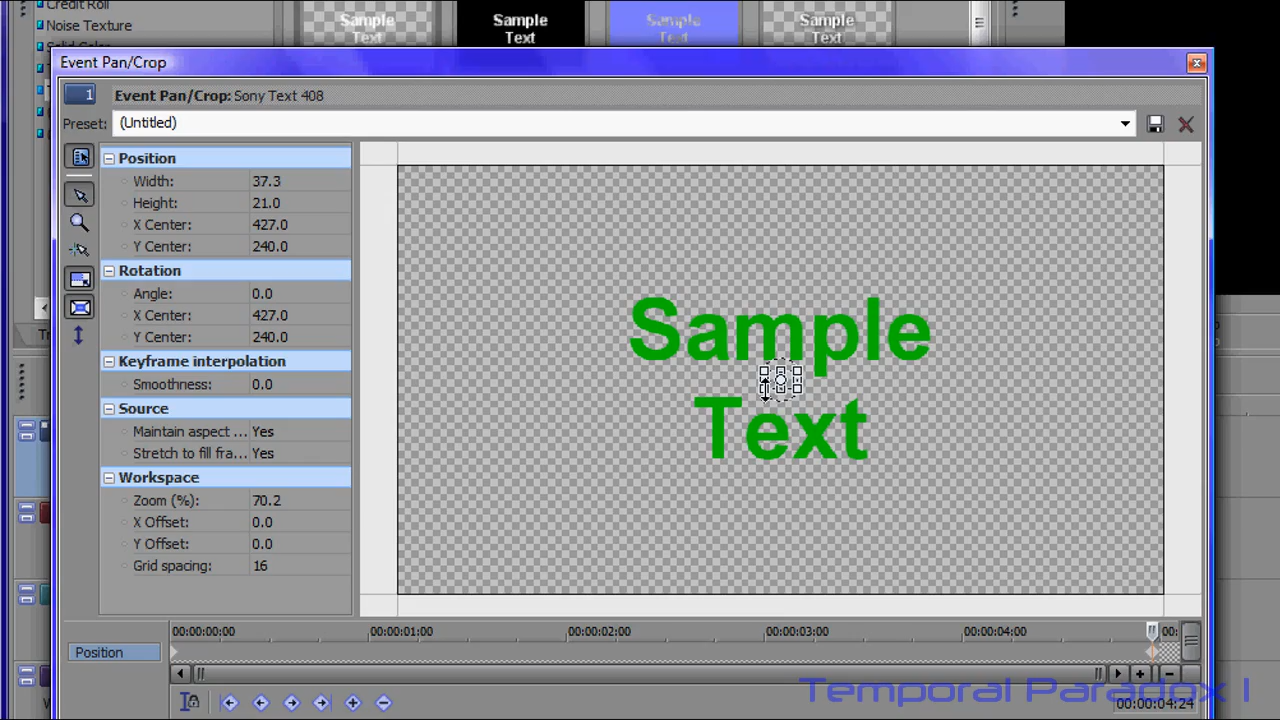 Credit Roll
Noise Texture
Solid Color
Sample
Text
Sample
Text
Sample
Text
Sample
Text
Event Pan/Crop
1
Event Pan/Crop: Sony Text 408
Preset:
(Untitled)
Position
Width: 37.3
Height: 21.0
X Center: 427.0
Y Center: 240.0
Rotation
Angle: 0.0
X Center: 427.0
Y Center: 240.0
Keyframe interpolation
Smoothness: 0.0
Source
Maintain aspect ... Yes
Stretch to fill fra... Yes
Workspace
Zoom (%): 70.2
X Offset: 0.0
Y Offset: 0.0
Grid spacing: 16
Sample
Text
00:00:00:00 00:00:01:00 00:00:02:00 00:00:03:00 00:00:04:00 00:
Position
Temporal Paradox I
00:00:04:24